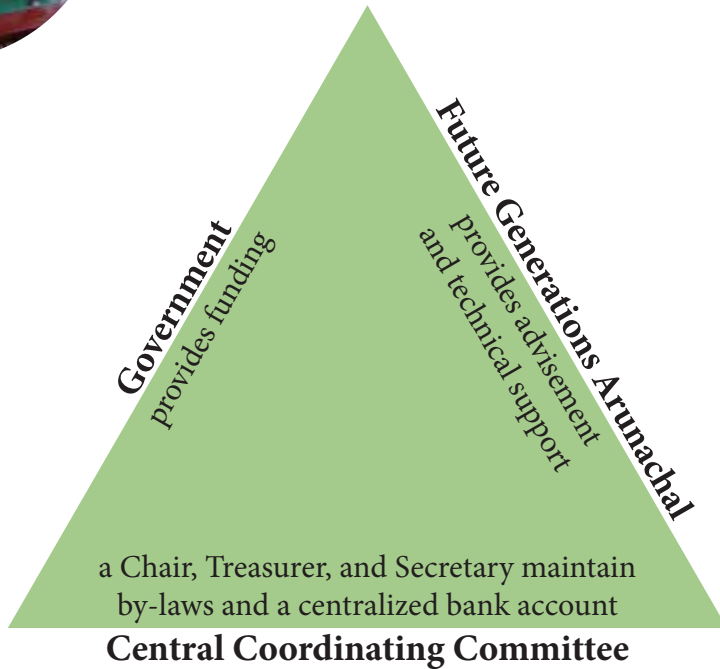 Government
provides funding
Future Generations Arunachal
provides advisement
and technical support
a Chair, Treasurer, and Secretary maintain
by-laws and a centralized bank account
Central Coordinating Committee